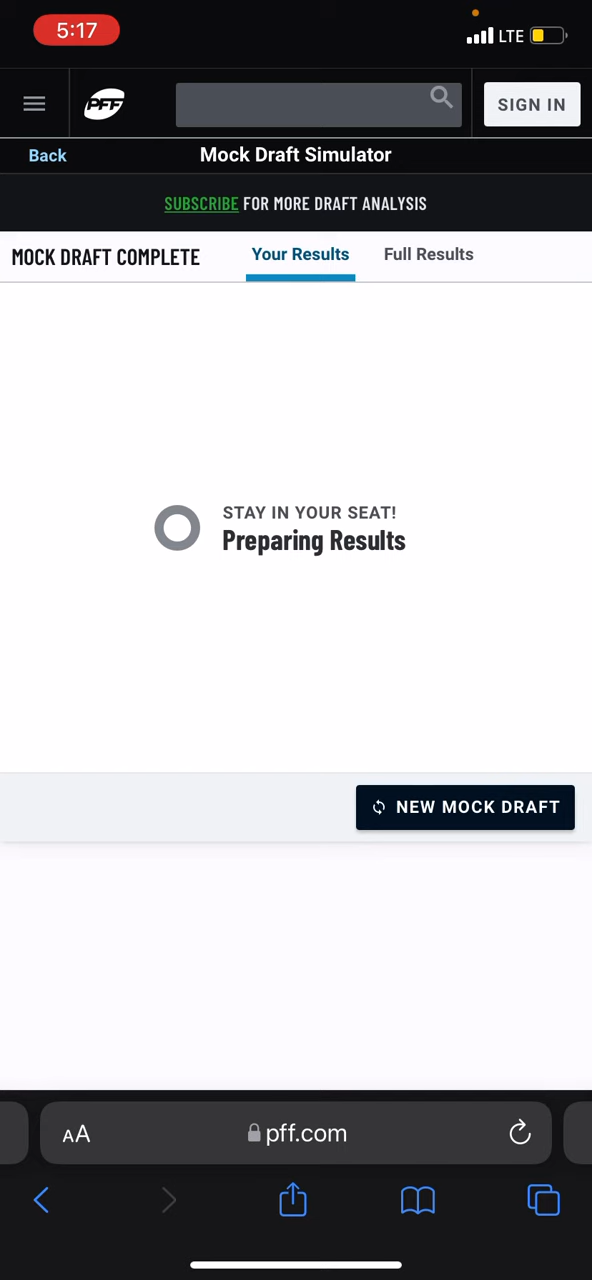 5:17
LTE
PFF
SIGN IN
Back
Mock Draft Simulator
SUBSCRIBE FOR MORE DRAFT ANALYSIS
MOCK DRAFT COMPLETE
Your Results
Full Results
STAY IN YOUR SEAT!
Preparing Results
NEW MOCK DRAFT
AA
pff.com